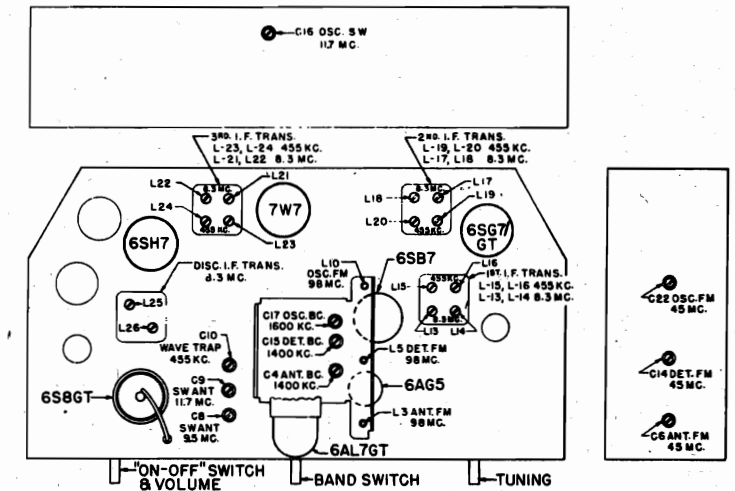 C16 OSC. SW
11.7 MC.
3RD. I.F. TRANS.
L-23, L-24 455 KC.
L-21, L22 8.3 MC.
2ND. I.F. TRANS.
L-19, L-20 455 KC.
L-17, L18 8.3 MC.
L22
8.3 MC.
L21
L24
455 KC.
L23
7W7
6SH7
L18
8.3 MC.
L17
L20
455 KC.
L19
6SG7
GT
DISC. I.F. TRANS.
8.3 MC.
L25
L26
L10
OSC.FM
98 MC.
6SB7
L15
455KC.
L16
1ST. I.F. TRANS.
L-15, L-16 455 KC.
L-13, L-14 8.3 MC.
8.3 MC.
L13
L14
C17 OSC. BC.
1600 KC.
C15 DET. BC.
1400 KC.
C4 ANT. BC.
1400 KC.
L5 DET. FM
98 MC.
6AG5
L3 ANT. FM
98 MC.
C10
WAVE TRAP
455 KC.
C9
SW ANT
11.7 MC.
C8
SW ANT
9.5 MC.
6S8GT
6AL7GT
"ON-OFF" SWITCH
& VOLUME
BAND SWITCH
TUNING
C22 OSC. FM
45 MC.
C14 DET. FM
45 MC.
C6 ANT. FM
45 MC.